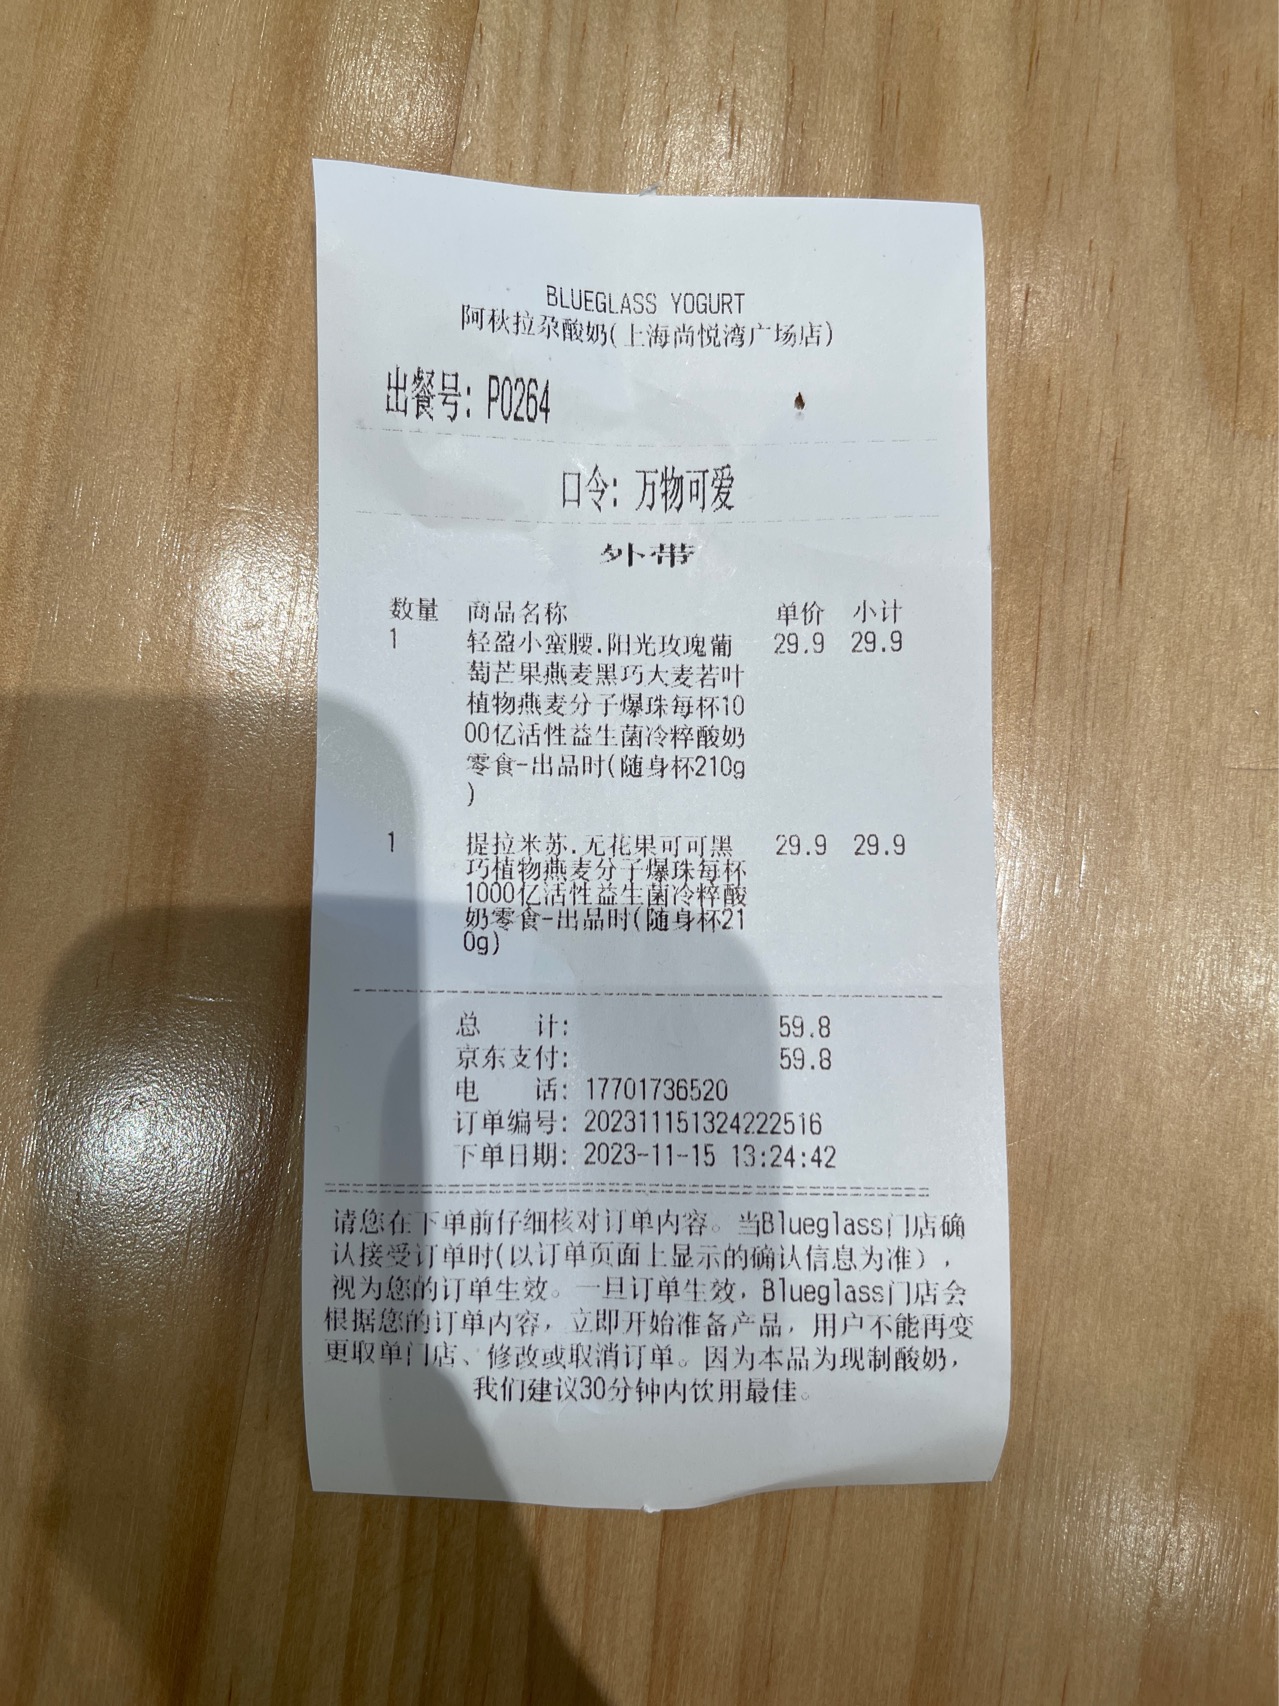 BLUEGLASS YOGURT
阿秋拉尕酸奶(上海尚悦湾广场店)
出餐号: P0264
口令: 万物可爱
外带
数量 商品名称 单价 小计
1 轻盈小蛮腰.阳光玫瑰葡 29.9 29.9
萄芒果燕麦黑巧大麦若叶
植物燕麦分子爆珠每杯10
00亿活性益生菌冷粹酸奶
零食-出品时(随身杯210g
)
1 提拉米苏.无花果可可黑 29.9 29.9
巧植物燕麦分子爆珠每杯
1000亿活性益生菌冷粹酸
奶零食-出品时(随身杯21
0g)
总 计: 59.8
京东支付: 59.8
电 话: 17701736520
订单编号: 202311151324222516
下单日期: 2023-11-15 13:24:42
请您在下单前仔细核对订单内容。当Blueglass门店确
认接受订单时(以订单页面上显示的确认信息为准),
视为您的订单生效。一旦订单生效,Blueglass门店会
根据您的订单内容,立即开始准备产品,用户不能再变
更取单门店、修改或取消订单。因为本品为现制酸奶,
我们建议30分钟内饮用最佳。